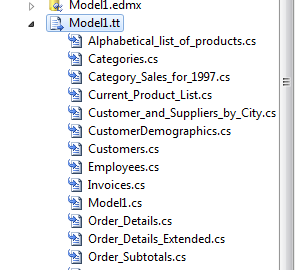 Model1.edmx
Model1.tt
Alphabetical_list_of_products.cs
Categories.cs
Category_Sales_for_1997.cs
Current_Product_List.cs
Customer_and_Suppliers_by_City.cs
CustomerDemographics.cs
Customers.cs
Employees.cs
Invoices.cs
Model1.cs
Order_Details.cs
Order_Details_Extended.cs
Order_Subtotals.cs